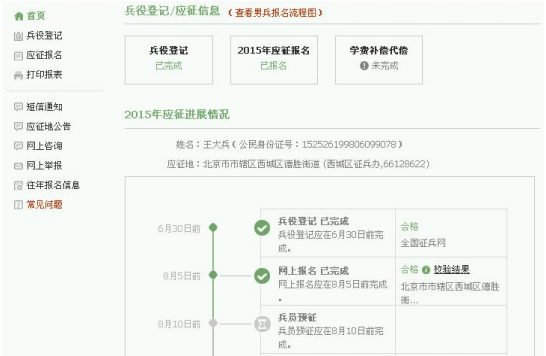 首页
兵役登记
应征报名
打印报表
短信通知
应征地公告
网上咨询
网上举报
往年报名信息
常见问题
兵役登记/应征信息 (查看男兵报名流程图)
兵役登记
已完成
2015年应征报名
已报名
学费补偿代偿
未完成
2015年应征进展情况
姓名:王大兵(公民身份证号:152526199806099078)
应征地:北京市市辖区西城区德胜街道 (西城区征兵办,66128622)
6月30日前
兵役登记 已完成
兵役登记应在6月30日前完
成。
合格
全国征兵网
8月5日前
网上报名 已完成
网上报名应在8月5日前完成
。
合格 校验结果
北京市市辖区西城区德胜
街...
8月10日前
兵员预征
兵员预征应在8月10日前完
成。